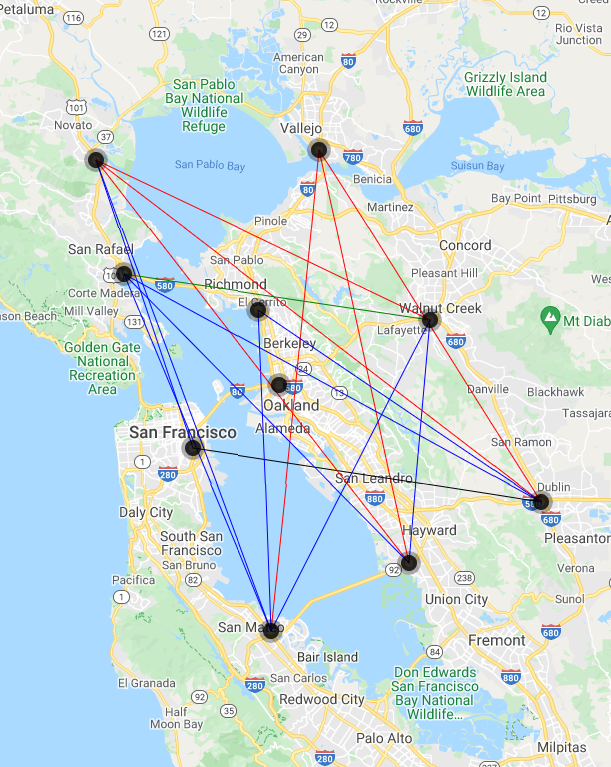 Petaluma
116
121
12
29
Rockville
12
Rio Vista
Junction
American
Canyon
80
San Pablo
Bay National
Wildlife
Refuge
Grizzly Island
Wildlife Area
101
Novato
37
Vallejo
680
780
San Pablo Bay
80
Benicia
Suisun Bay
Martinez
Bay Point
Pittsburg
Pinole
San Rafael
Concord
San Pablo
Pleasant Hill
580
Richmond
Corte Madera
El Cerrito
Walnut Creek
Mill Valley
131
Lafayette
680
Mt Diab
Golden Gate
National
Recreation
Area
Berkeley
24
80
580
13
Danville
Blackhawk
Oakland
Alameda
Tassajara
San Francisco
San Ramon
1
280
San Leandro
880
Dublin
580
680
Daly City
Hayward
Pleasanton
South San
Francisco
San Bruno
92
Verona
82
238
Pacifica
1
Union City
Sunol
San Mateo
680
Fremont
Bair Island
84
El Granada
280
San Carlos
Don Edwards
San Francisco
Bay National
Wildlife...
880
92
35
Redwood City
Half
Moon Bay
Palo Alto
Milpitas
280
237